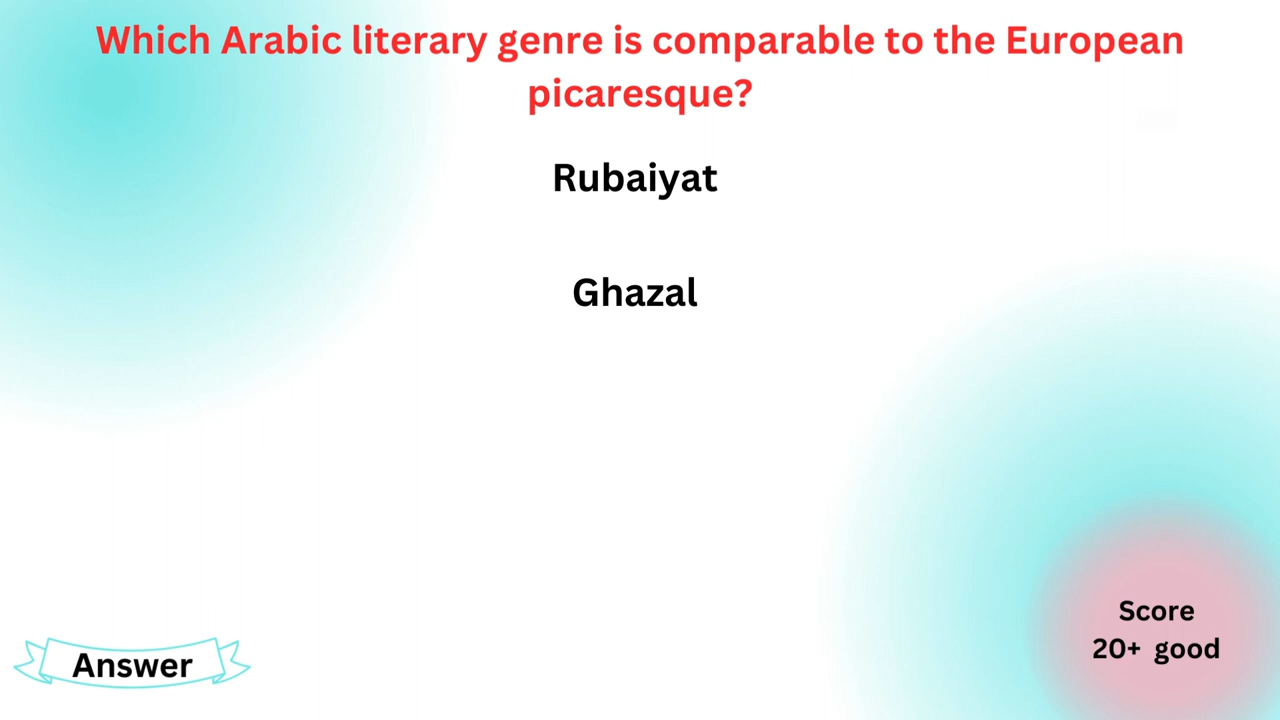 Which Arabic literary genre is comparable to the European
picaresque?
Rubaiyat
Ghazal
Score
20+ good
Answer